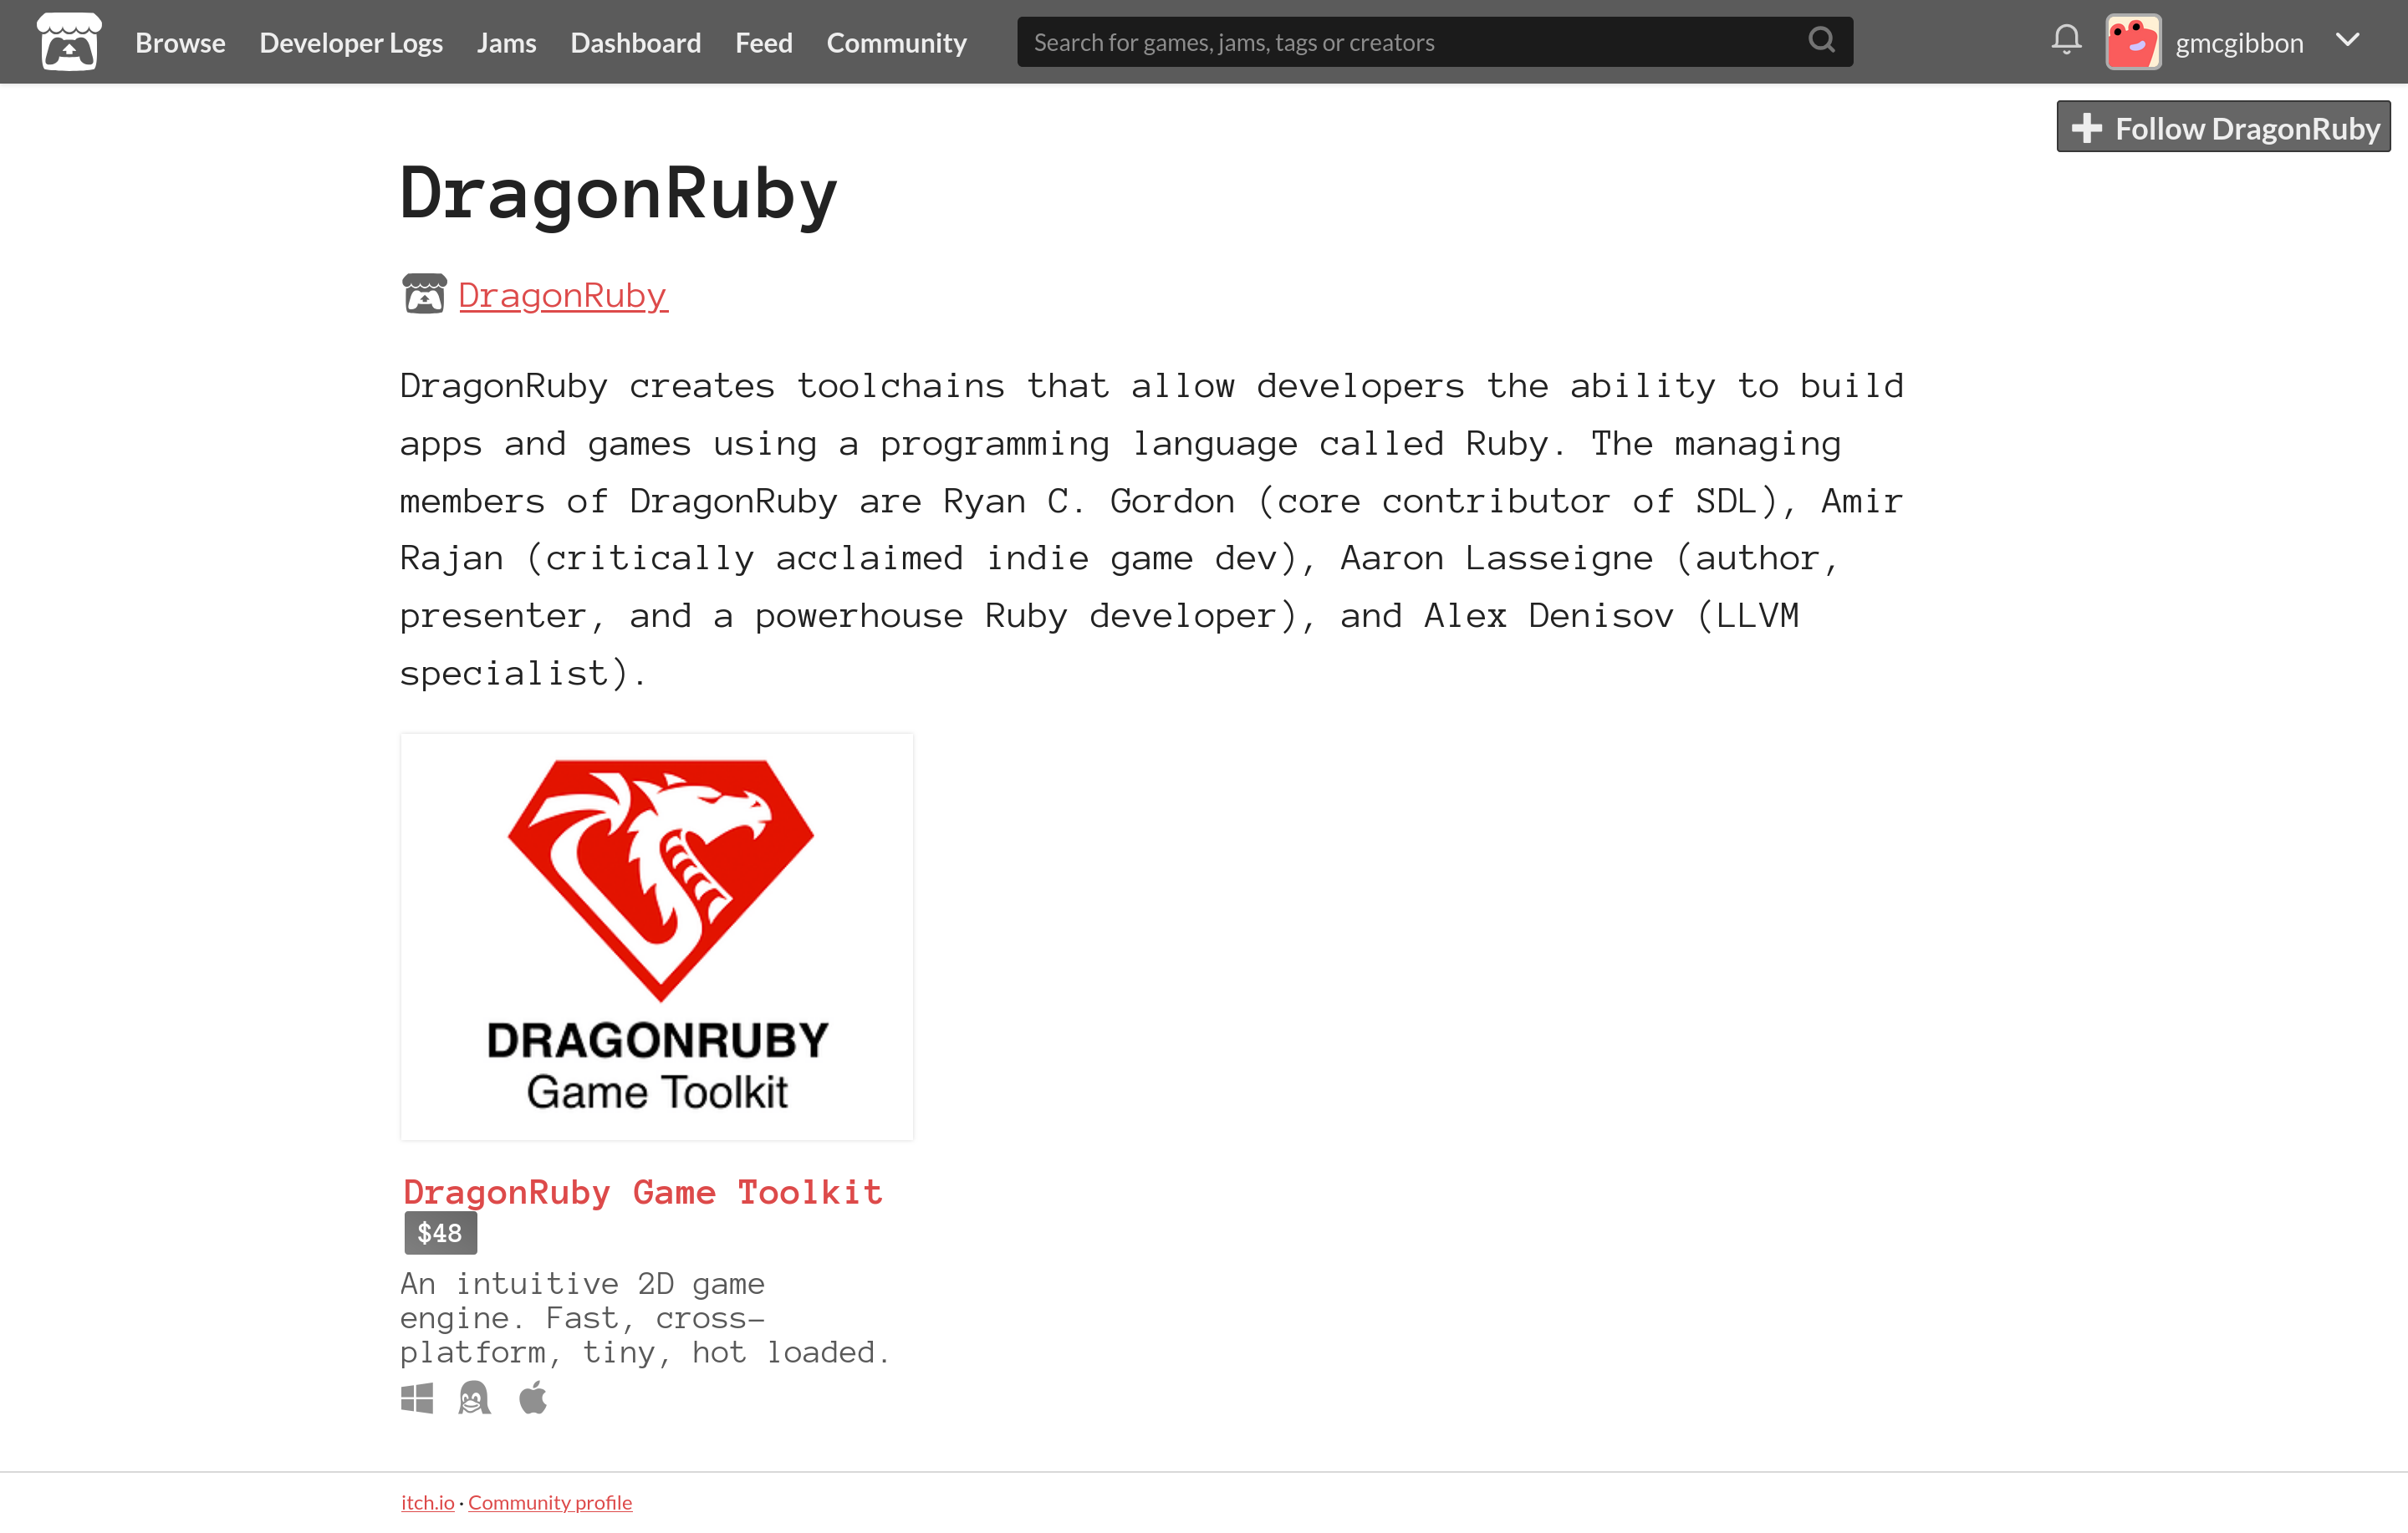 Browse Developer Logs Jams Dashboard Feed Community Search for games, jams, tags or creators gmcgibbon
Follow DragonRuby
DragonRuby
DragonRuby
DragonRuby creates toolchains that allow developers the ability to build
apps and games using a programming language called Ruby. The managing
members of DragonRuby are Ryan C. Gordon (core contributor of SDL), Amir
Rajan (critically acclaimed indie game dev), Aaron Lasseigne (author,
presenter, and a powerhouse Ruby developer), and Alex Denisov (LLVM
specialist).
DRAGONRUBY
Game Toolkit
DragonRuby Game Toolkit
$48
An intuitive 2D game
engine. Fast, cross-
platform, tiny, hot loaded.
itch.io · Community profile